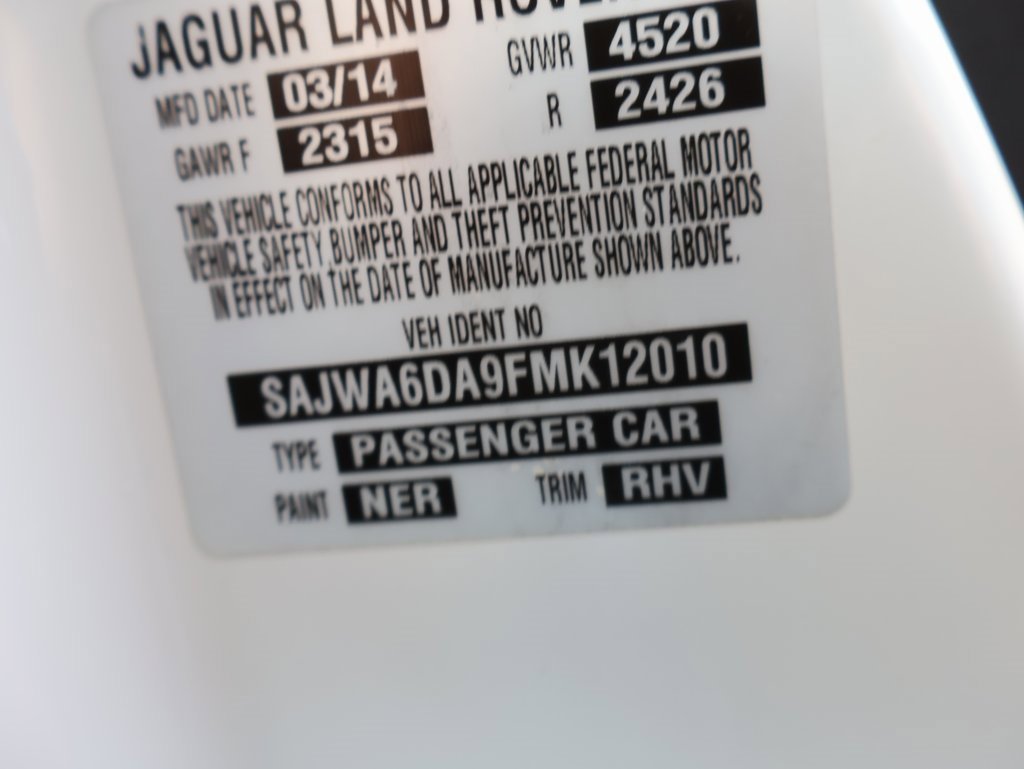 JAGUAR LAND ROVER
MFD DATE 03/14 GVWR 4520
GAWR F 2315 R 2426
THIS VEHICLE CONFORMS TO ALL APPLICABLE FEDERAL MOTOR
VEHICLE SAFETY, BUMPER AND THEFT PREVENTION STANDARDS
IN EFFECT ON THE DATE OF MANUFACTURE SHOWN ABOVE.
VEH IDENT NO
SAJWA6DA9FMK12010
TYPE PASSENGER CAR
PAINT NER TRIM RHV